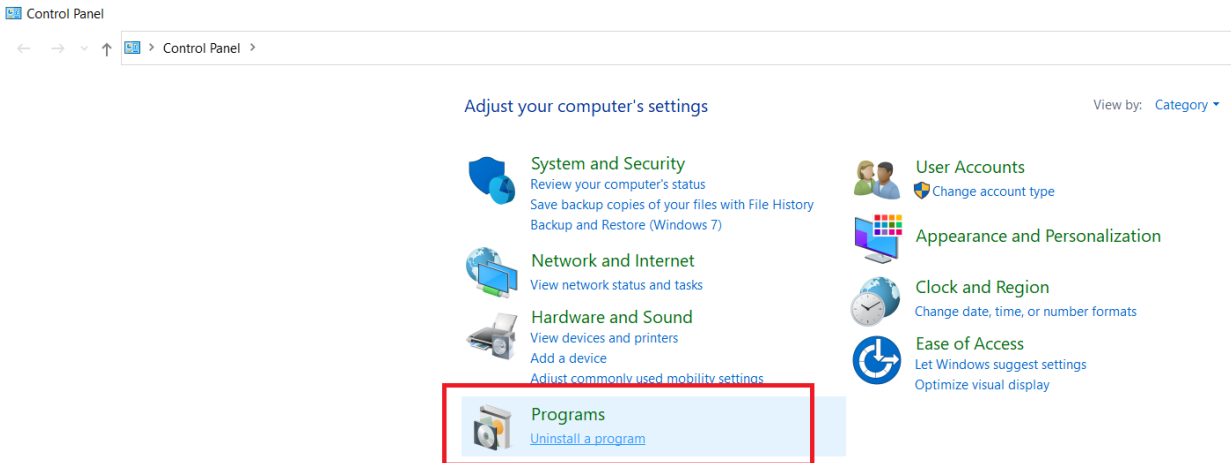 Control Panel
Control Panel
Adjust your computer's settings
View by: Category
System and Security
Review your computer's status
Save backup copies of your files with File History
Backup and Restore (Windows 7)
Network and Internet
View network status and tasks
Hardware and Sound
View devices and printers
Add a device
Adjust commonly used mobility settings
Programs
Uninstall a program
User Accounts
Change account type
Appearance and Personalization
Clock and Region
Change date, time, or number formats
Ease of Access
Let Windows suggest settings
Optimize visual display